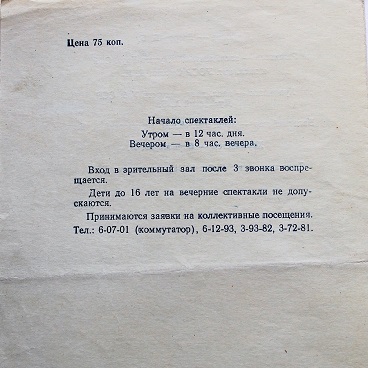 Цена 75 коп.
Начало спектаклей:
Утром — в 12 час. дня.
Вечером — в 8 час. вечера.
Вход в зрительный зал после 3 звонка воспре-
щается.
Дети до 16 лет на вечерние спектакли не допу-
скаются.
Принимаются заявки на коллективные посещения.
Тел.: 6-07-01 (коммутатор), 6-12-93, 3-93-82, 3-72-81.